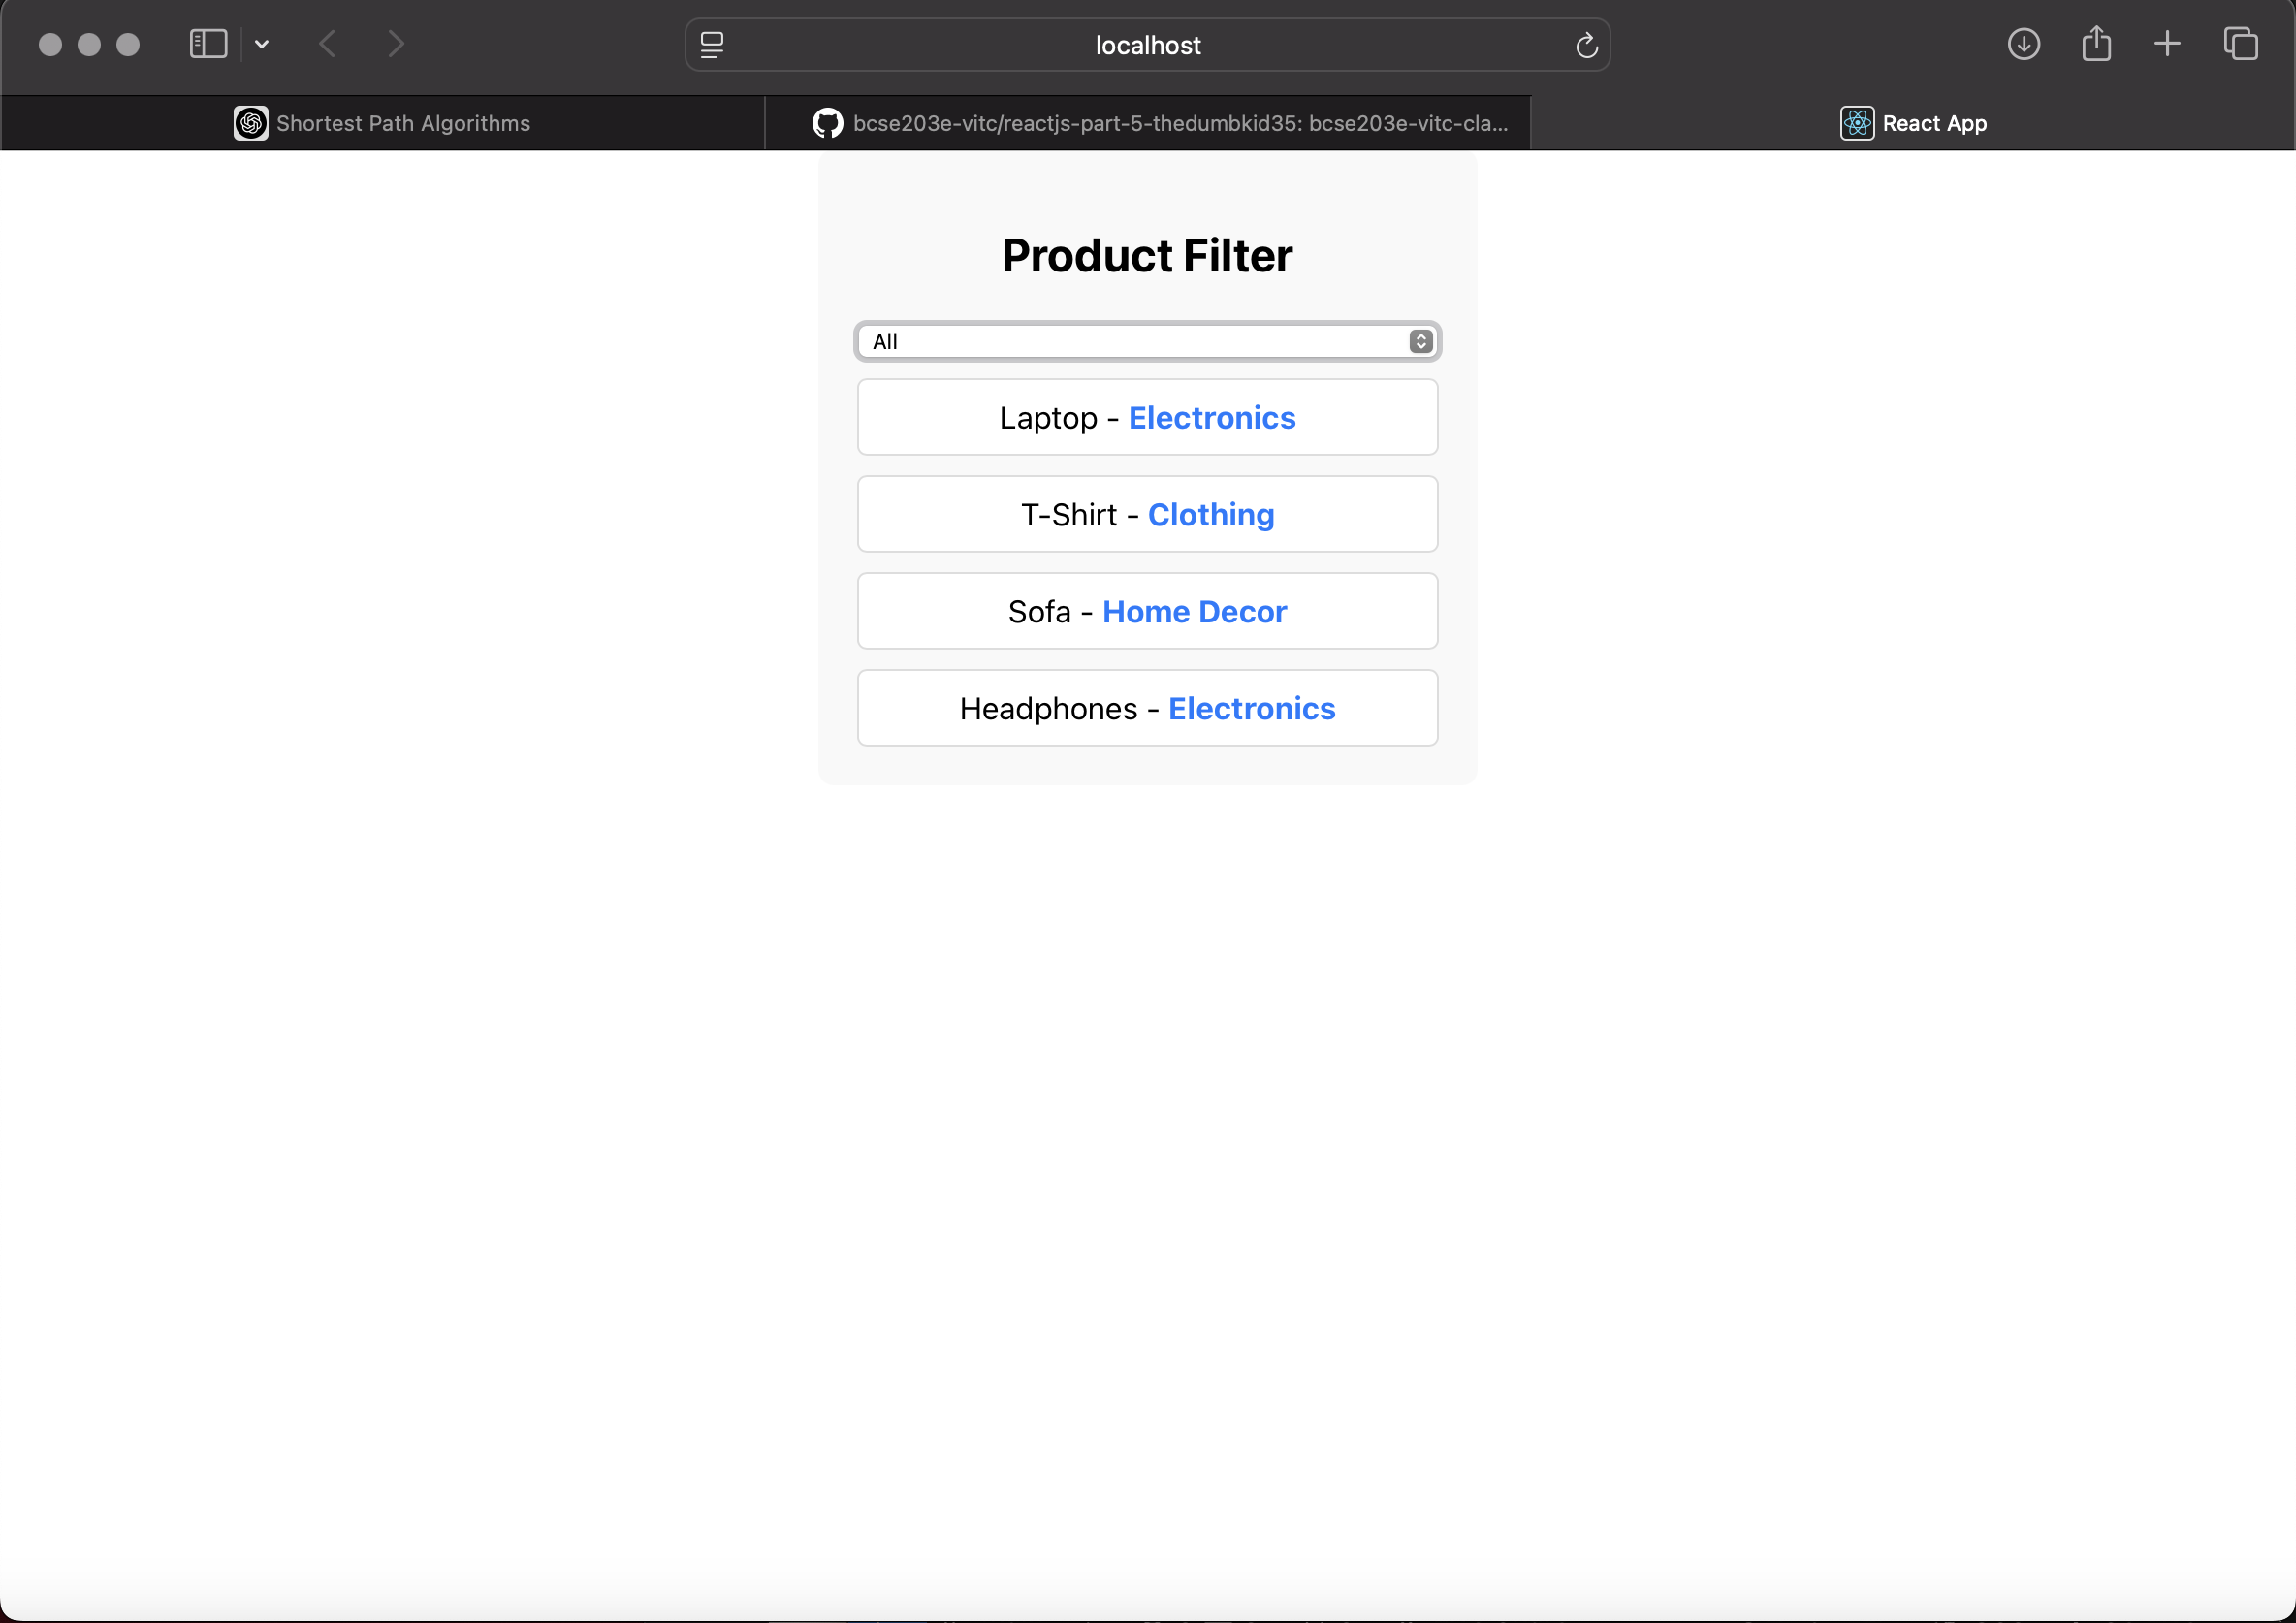 localhost
Shortest Path Algorithms
bcse203e-vitc/reactjs-part-5-thedumbkid35: bcse203e-vitc-cla...
React App
Product Filter
All
Laptop - Electronics
T-Shirt - Clothing
Sofa - Home Decor
Headphones - Electronics